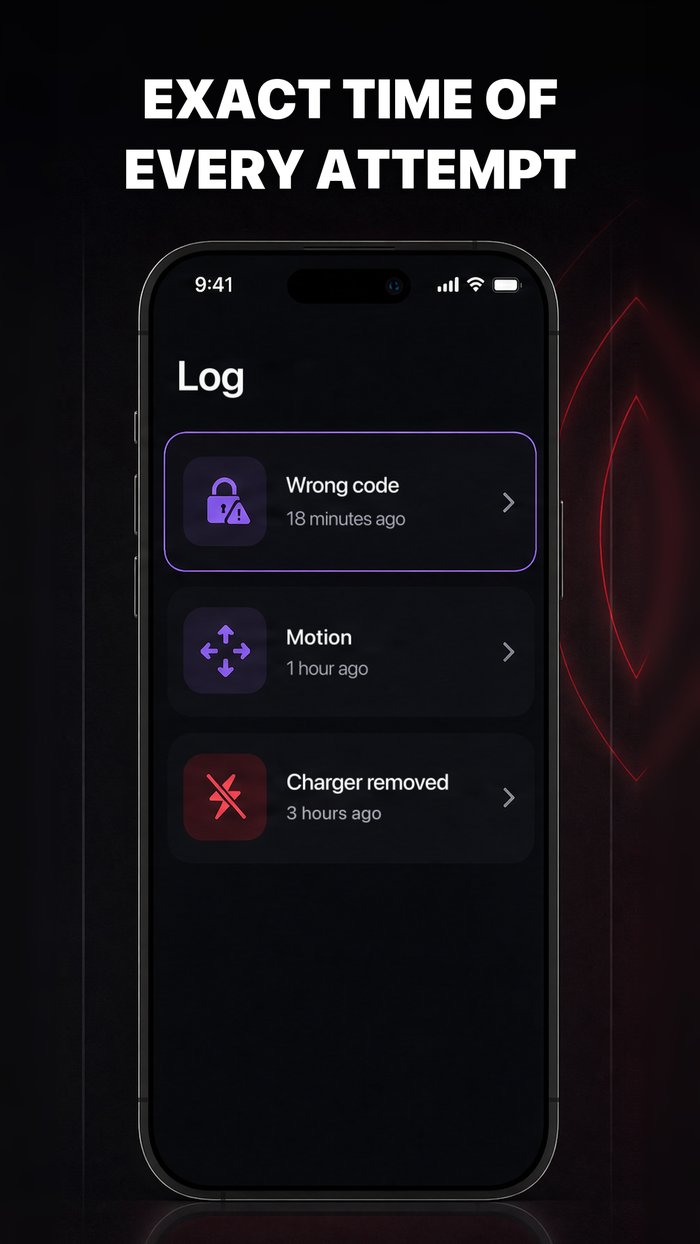 EXACT TIME OF
EVERY ATTEMPT
9:41
Log
Wrong code
18 minutes ago
Motion
1 hour ago
Charger removed
3 hours ago